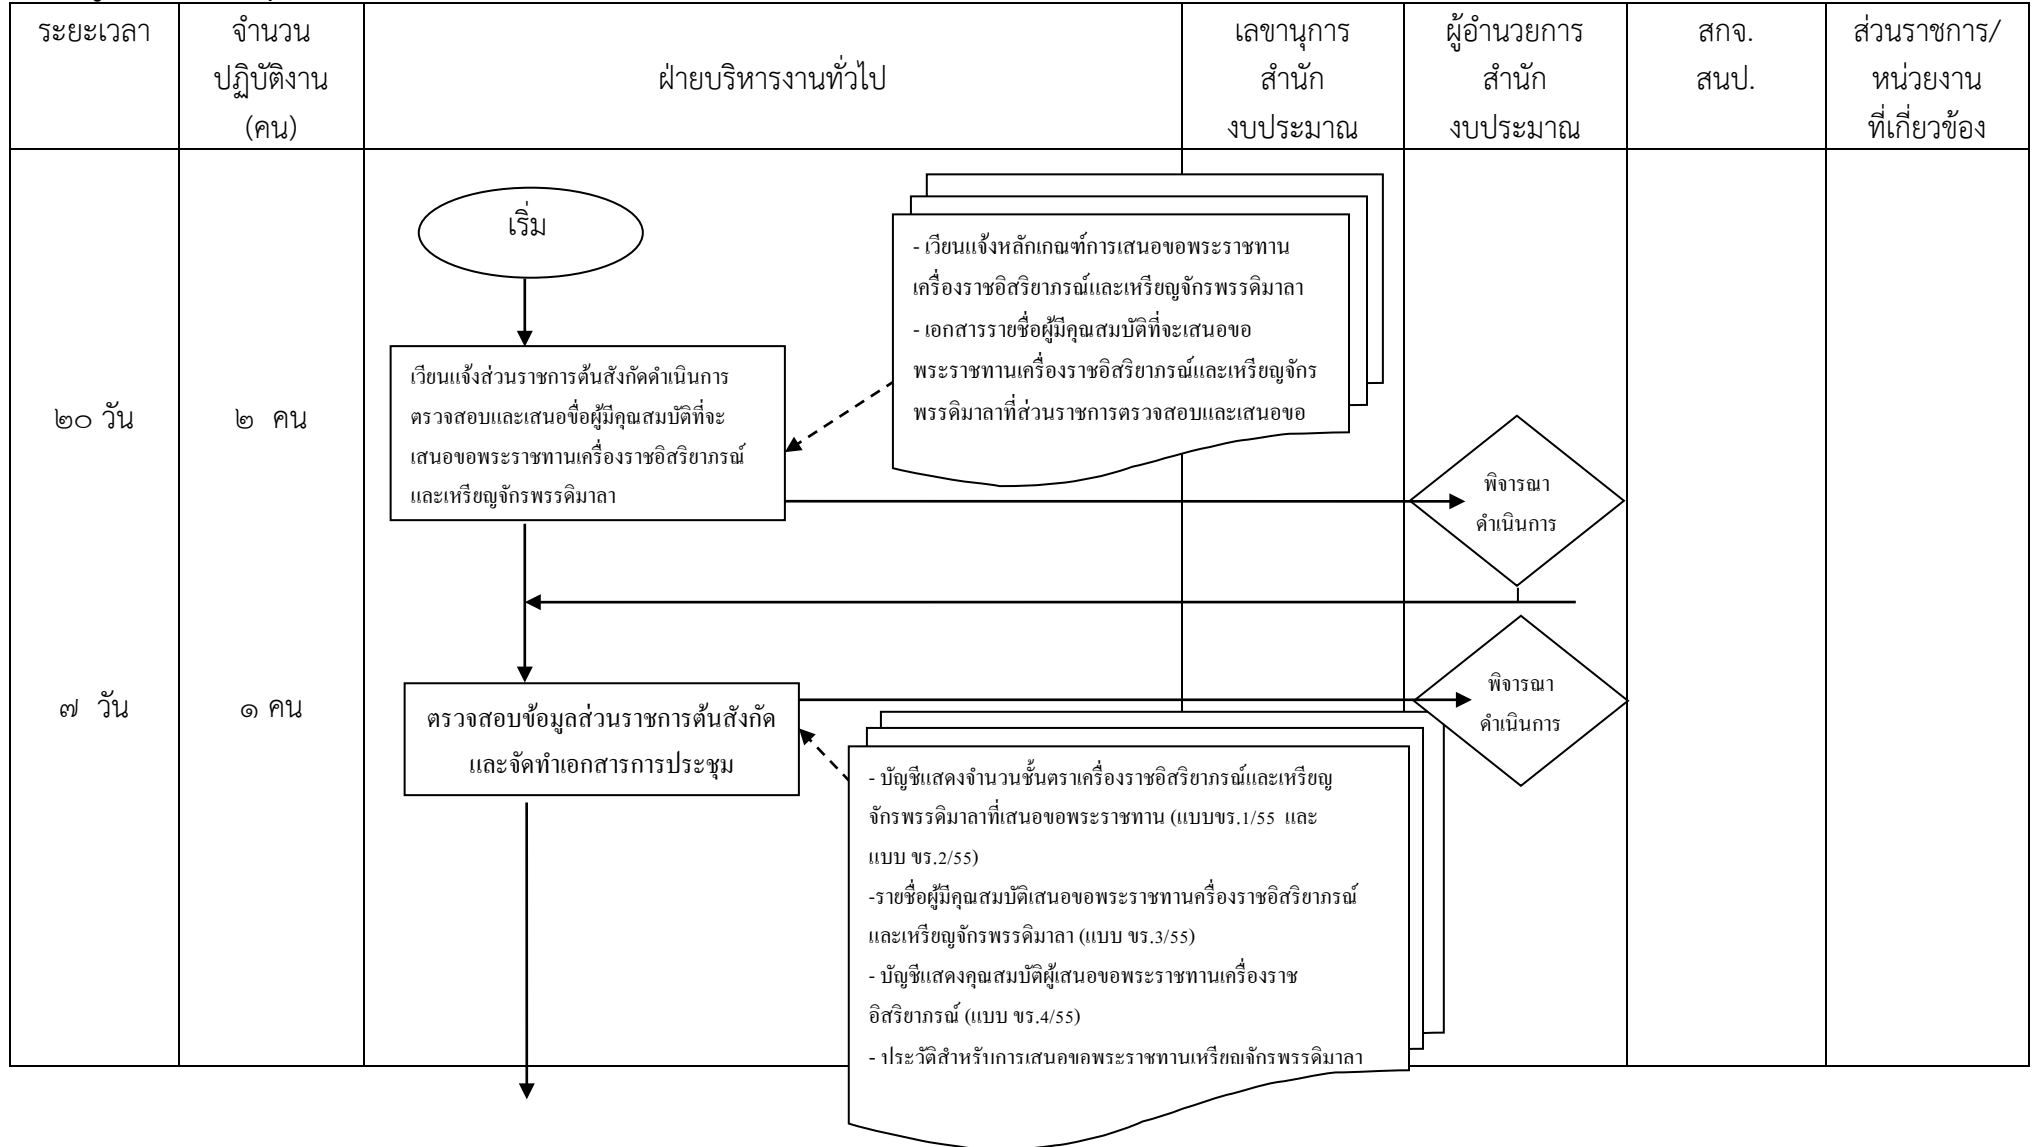 ระยะเวลา
จำนวน
ปฏิบัติงาน
(คน)
ฝ่ายบริหารงานทั่วไป
เลขานุการ
สำนัก
งบประมาณ
ผู้อำนวยการ
สำนัก
งบประมาณ
สกจ.
สนป.
ส่วนราชการ/
หน่วยงาน
ที่เกี่ยวข้อง
เริ่ม
- เวียนแจ้งหลักเกณฑ์การเสนอขอพระราชทาน
เครื่องราชอิสริยาภรณ์และเหรียญจักรพรรดิมาลา
- เอกสารรายชื่อผู้มีคุณสมบัติที่จะเสนอขอ
พระราชทานเครื่องราชอิสริยาภรณ์และเหรียญจักร
พรรดิมาลาที่ส่วนราชการตรวจสอบและเสนอขอ
๒๐ วัน
๒ คน
เวียนแจ้งส่วนราชการต้นสังกัดดำเนินการ
ตรวจสอบและเสนอชื่อผู้มีคุณสมบัติที่จะ
เสนอขอพระราชทานเครื่องราชอิสริยาภรณ์
และเหรียญจักรพรรดิมาลา
พิจารณา
ดำเนินการ
๗ วัน
๑ คน
ตรวจสอบข้อมูลส่วนราชการต้นสังกัด
และจัดทำเอกสารการประชุม
พิจารณา
ดำเนินการ
- บัญชีแสดงจำนวนชั้นตราเครื่องราชอิสริยาภรณ์และเหรียญ
จักรพรรดิมาลาที่เสนอขอพระราชทาน (แบบขร.1/55 และ
แบบ ขร.2/55)
-รายชื่อผู้มีคุณสมบัติเสนอขอพระราชทานครื่องราชอิสริยาภรณ์
และเหรียญจักรพรรดิมาลา (แบบ ขร.3/55)
- บัญชีแสดงคุณสมบัติผู้เสนอขอพระราชทานเครื่องราช
อิสริยาภรณ์ (แบบ ขร.4/55)
- ประวัติสำหรับการเสนอขอพระราชทานเหรียญจักรพรรดิมาลา